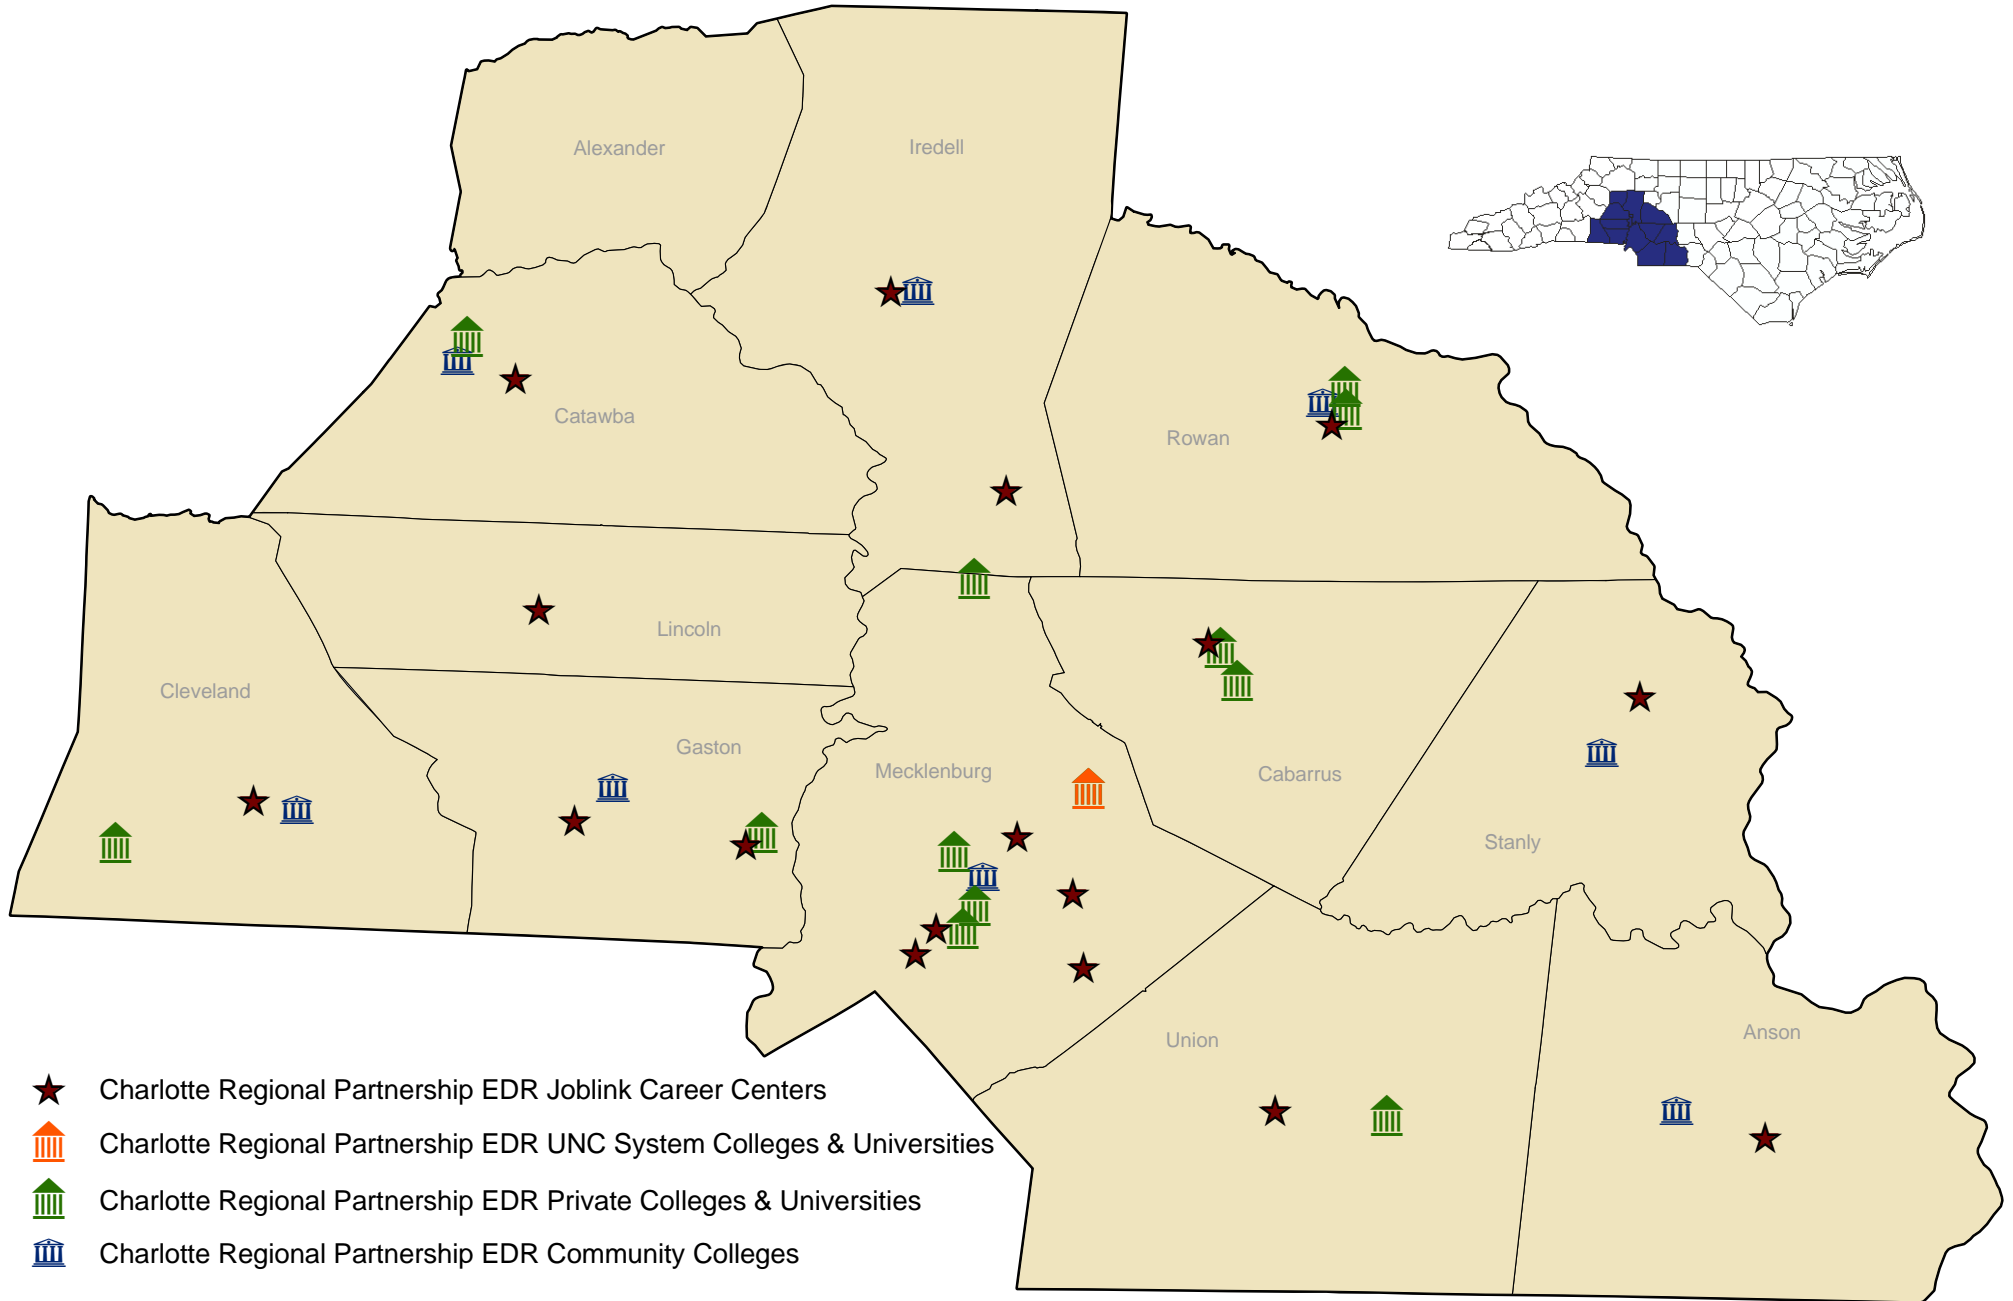 Alexander
Iredell
Catawba
Rowan
Lincoln
Cleveland
Gaston
Mecklenburg
Cabarrus
Stanly
Union
Anson
Charlotte Regional Partnership EDR Joblink Career Centers
Charlotte Regional Partnership EDR UNC System Colleges & Universities
Charlotte Regional Partnership EDR Private Colleges & Universities
Charlotte Regional Partnership EDR Community Colleges